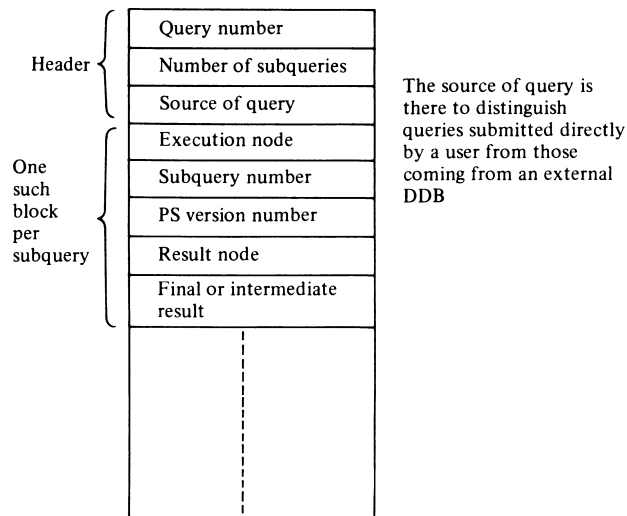 Header
Query number
Number of subqueries
Source of query
One
such
block
per
subquery
Execution node
Subquery number
PS version number
Result node
Final or intermediate
result
The source of query is
there to distinguish
queries submitted directly
by a user from those
coming from an external
DDB